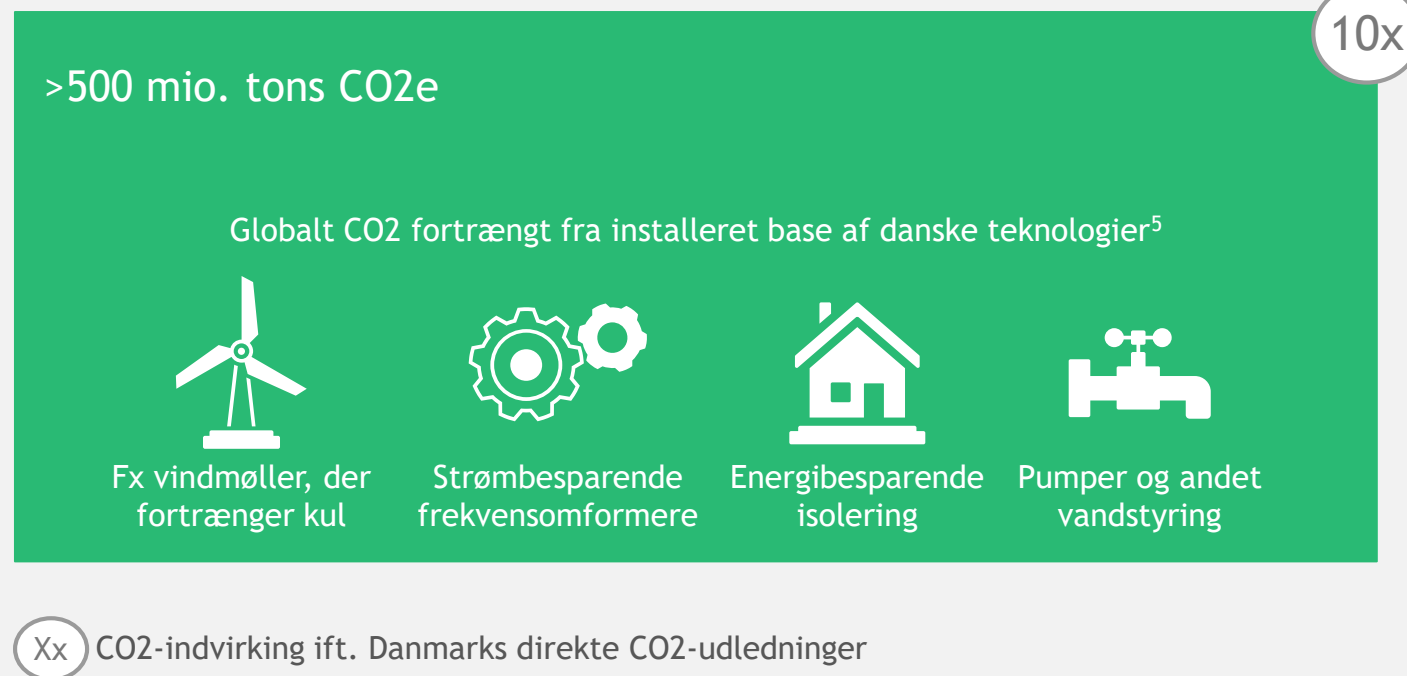 10x
>500 mio. tons CO2e
Globalt CO2 fortrængt fra installeret base af danske teknologier⁵
Fx vindmøller, der
fortrænger kul
Strømbesparende
frekvensomformere
Energibesparende
isolering
Pumper og andet
vandstyring
Xx CO2-indvirking ift. Danmarks direkte CO2-udledninger